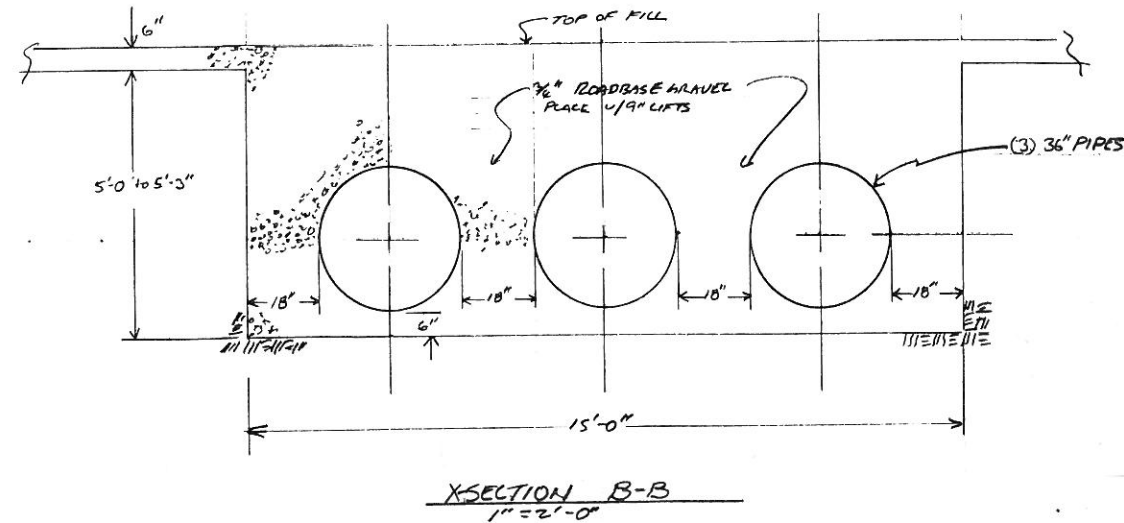 6"
TOP OF FILL
3/4" ROADBASE GRAVEL
PLACE w/9" LIFTS
(3) 36" PIPES
5'-0" to 5'-3"
18"
18"
18"
18"
6"
15'-0"
X-SECTION B-B
1" = 2'-0"